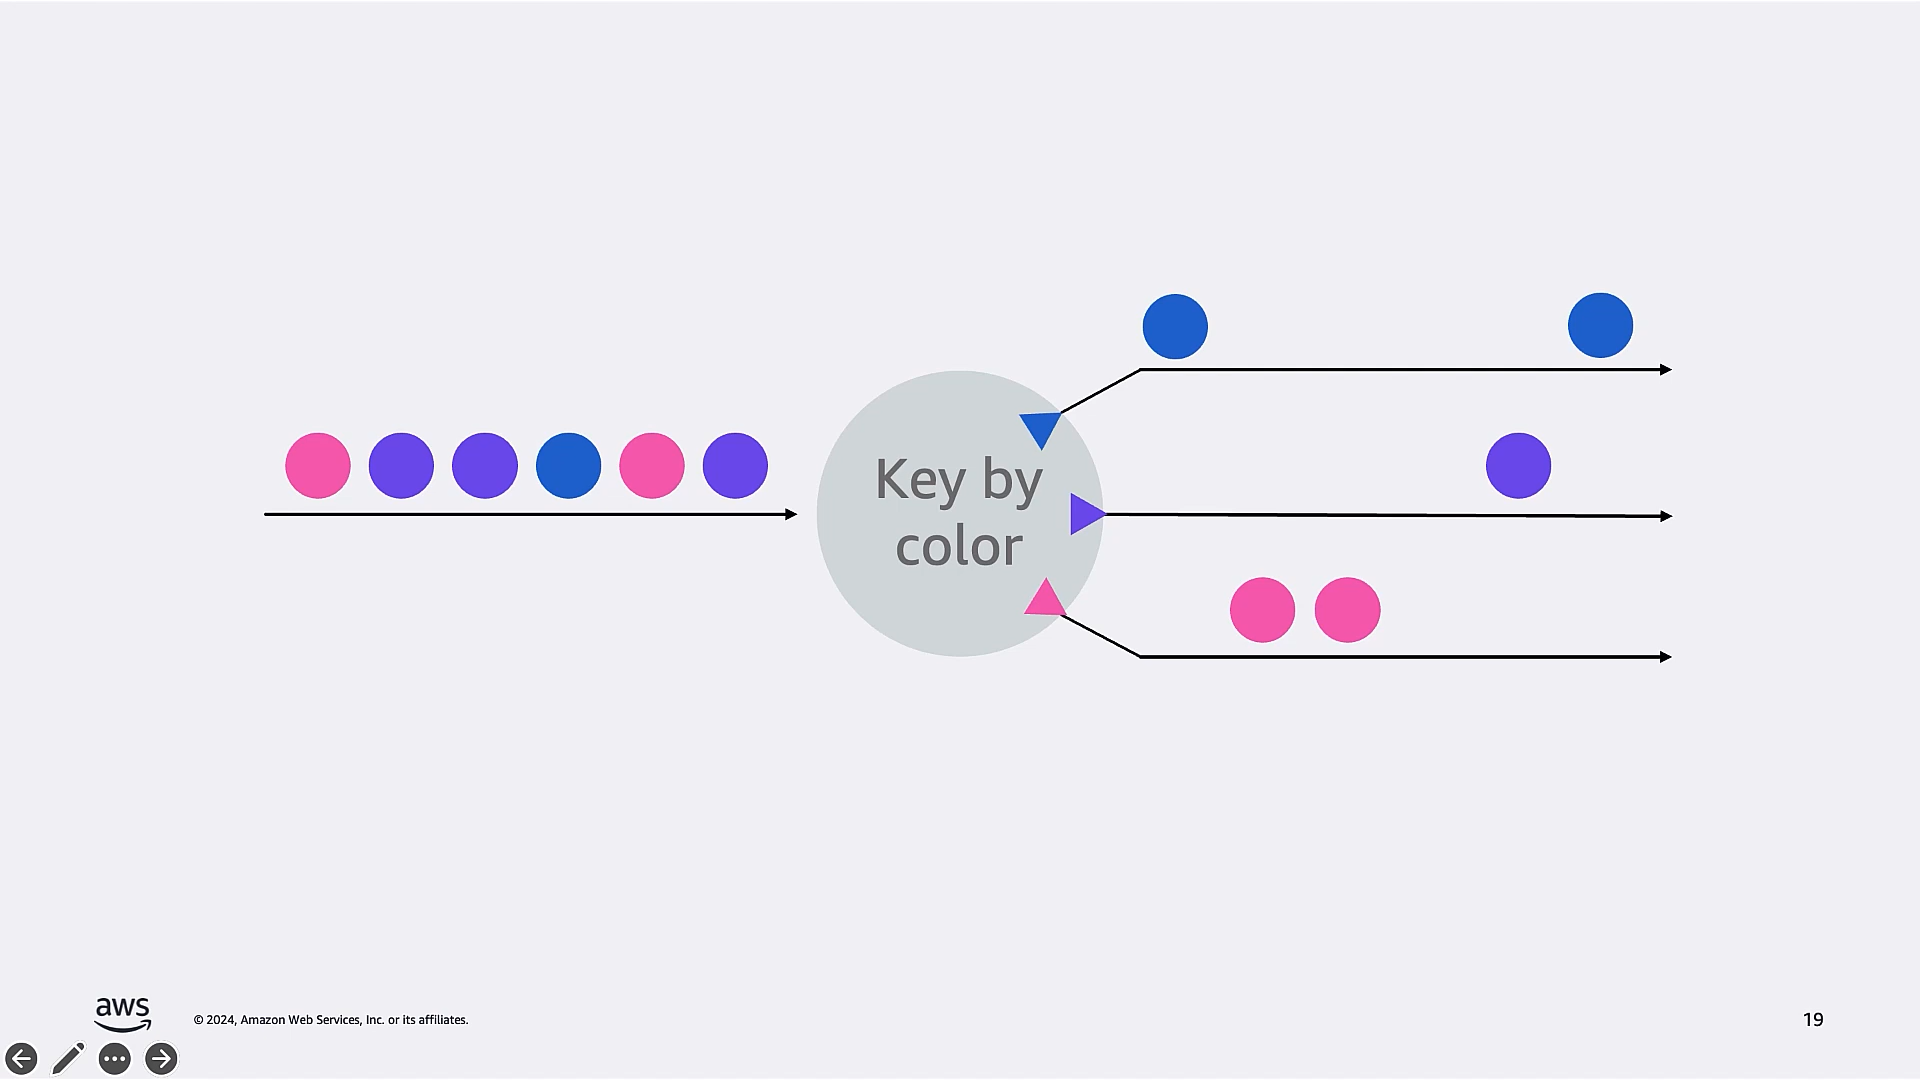 Key by
color
aws
© 2024, Amazon Web Services, Inc. or its affiliates.
19